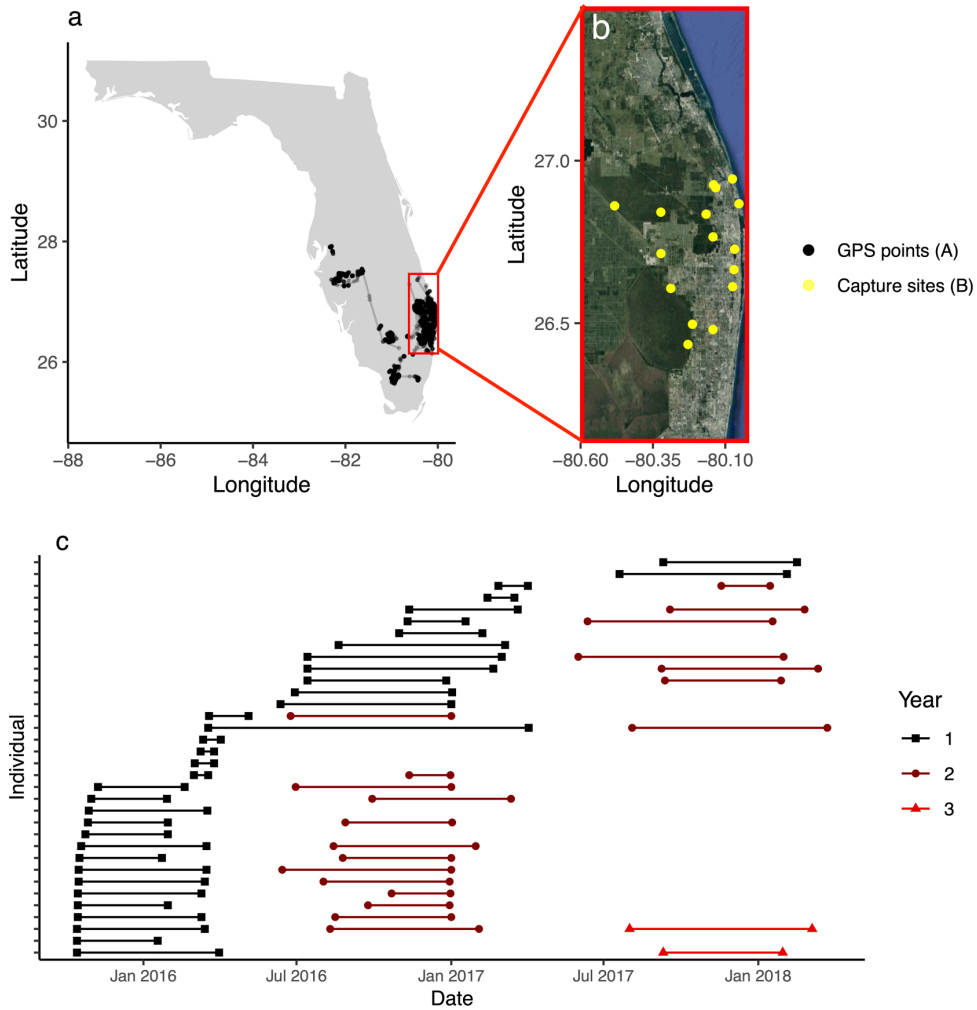 a
30
28
26
Latitude
−88
−86
−84
−82
−80
Longitude
b
27.0
26.5
Latitude
−80.60
−80.35
−80.10
Longitude
GPS points (A)
Capture sites (B)
c
Individual
Jan 2016
Jul 2016
Jan 2017
Jul 2017
Jan 2018
Date
Year
1
2
3